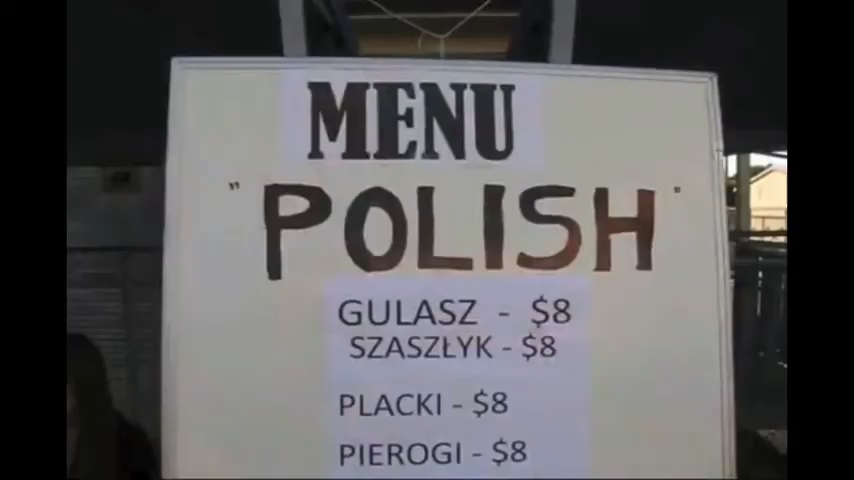 MENU
"POLISH"
GULASZ - $8
SZASZŁYK - $8
PLACKI - $8
PIEROGI - $8